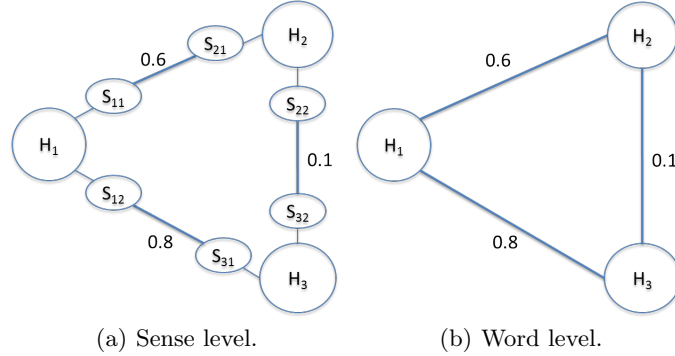 S21
H2
H2
0.6
0.6
S11
S22
H1
H1
0.1
0.1
S12
S32
0.8
0.8
S31
H3
H3
(a) Sense level.
(b) Word level.